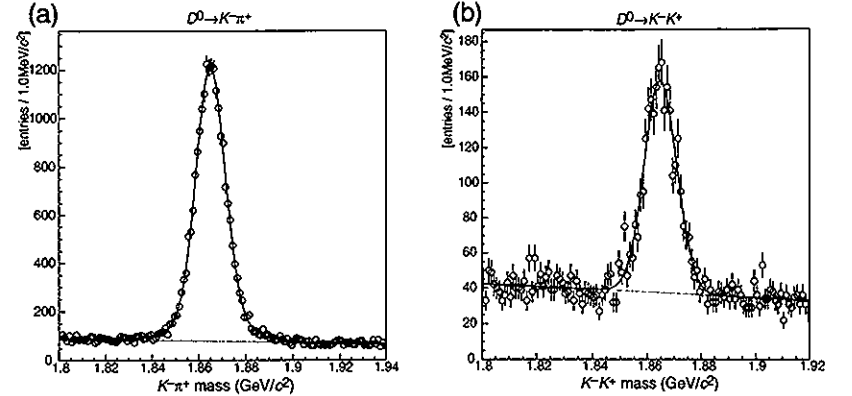 (a)
D⁰→K⁻π⁺
[entries / 1.0MeV/c²]
1200
1000
800
600
400
200
0
1.8 1.82 1.84 1.86 1.88 1.9 1.92 1.94
K⁻π⁺ mass (GeV/c²)
(b)
D⁰→K⁻K⁺
[entries / 1.0MeV/c²]
180
160
140
120
100
80
60
40
20
0
1.8 1.82 1.84 1.86 1.88 1.9 1.92
K⁻K⁺ mass (GeV/c²)